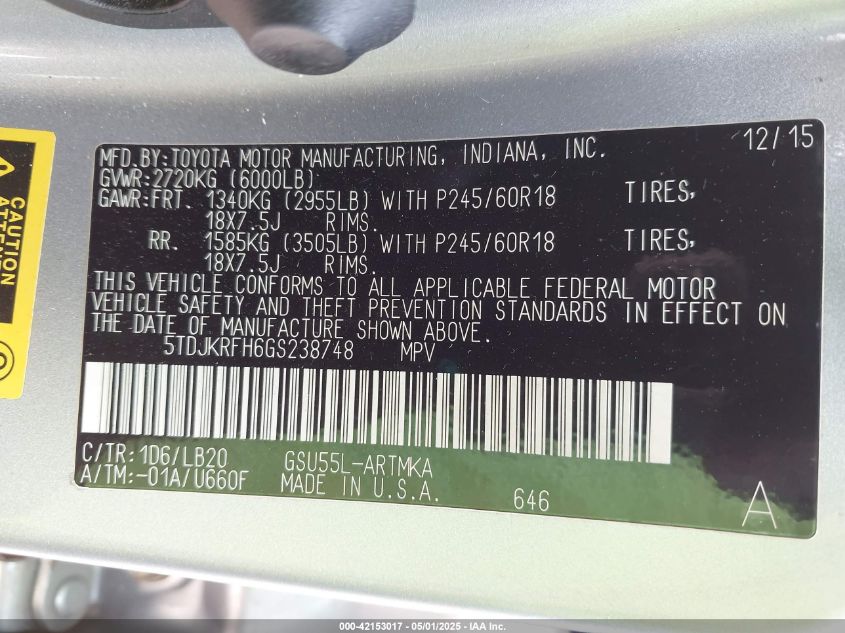 CAUTION
12/15
MFD.BY:TOYOTA MOTOR MANUFACTURING, INDIANA, INC.
GVWR:2720KG (6000LB)
GAWR:FRT. 1340KG (2955LB) WITH P245/60R18 TIRES,
18X7.5J RIMS.
RR. 1585KG (3505LB) WITH P245/60R18 TIRES,
18X7.5J RIMS.
THIS VEHICLE CONFORMS TO ALL APPLICABLE FEDERAL MOTOR
VEHICLE SAFETY AND THEFT PREVENTION STANDARDS IN EFFECT ON
THE DATE OF MANUFACTURE SHOWN ABOVE.
5TDJKRFH6GS238748 MPV
C/TR:1D6/LB20 GSU55L-ARTMKA
A/TM:-01A/U660F MADE IN U.S.A. 646 A
000-42153017 - 05/01/2025 - IAA Inc.